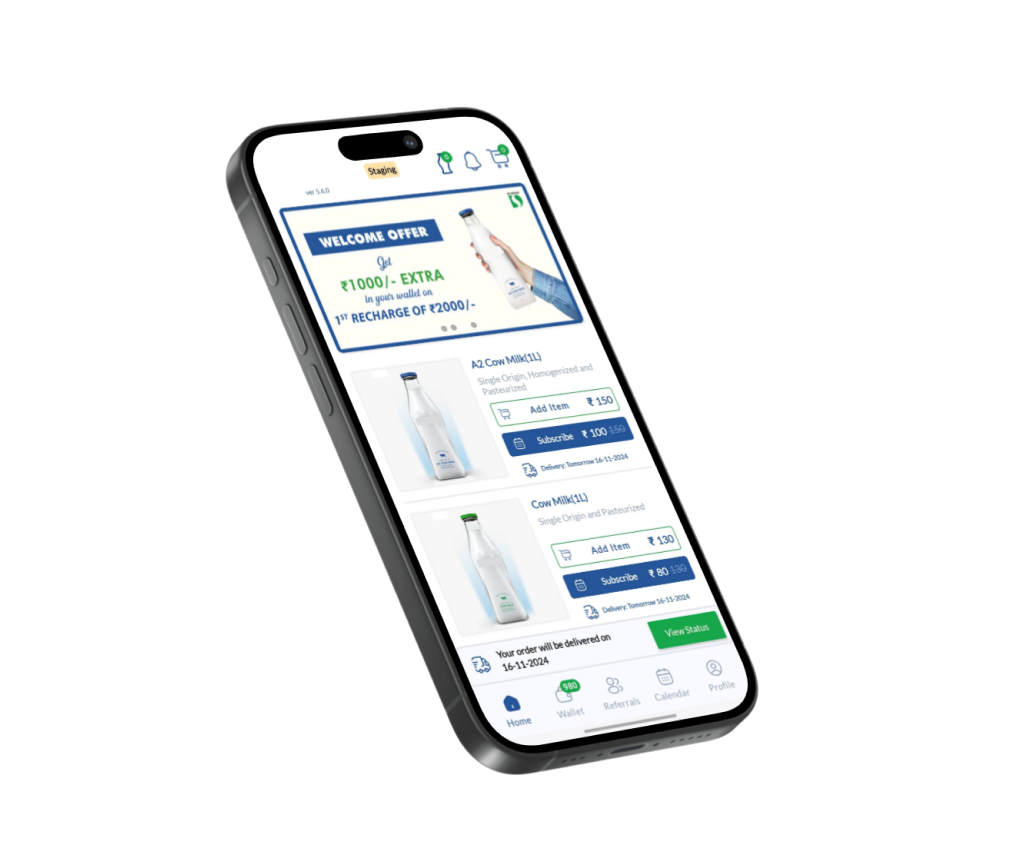 Staging
0
0
ver 5.6.0
WELCOME OFFER
Get
₹1000/- EXTRA
in your wallet on
1ST RECHARGE OF ₹2000/-
A2 Cow Milk(1L)
Single Origin, Homogenized and
Pasteurized
Add Item ₹ 150
Subscribe ₹ 100 150
Delivery: Tomorrow 16-11-2024
Cow Milk(1L)
Single Origin and Pasteurized
Add Item ₹ 130
Subscribe ₹ 80 130
Delivery: Tomorrow 16-11-2024
Your order will be delivered on
16-11-2024
View Status
980
Home
Wallet
Referrals
Calendar
Profile